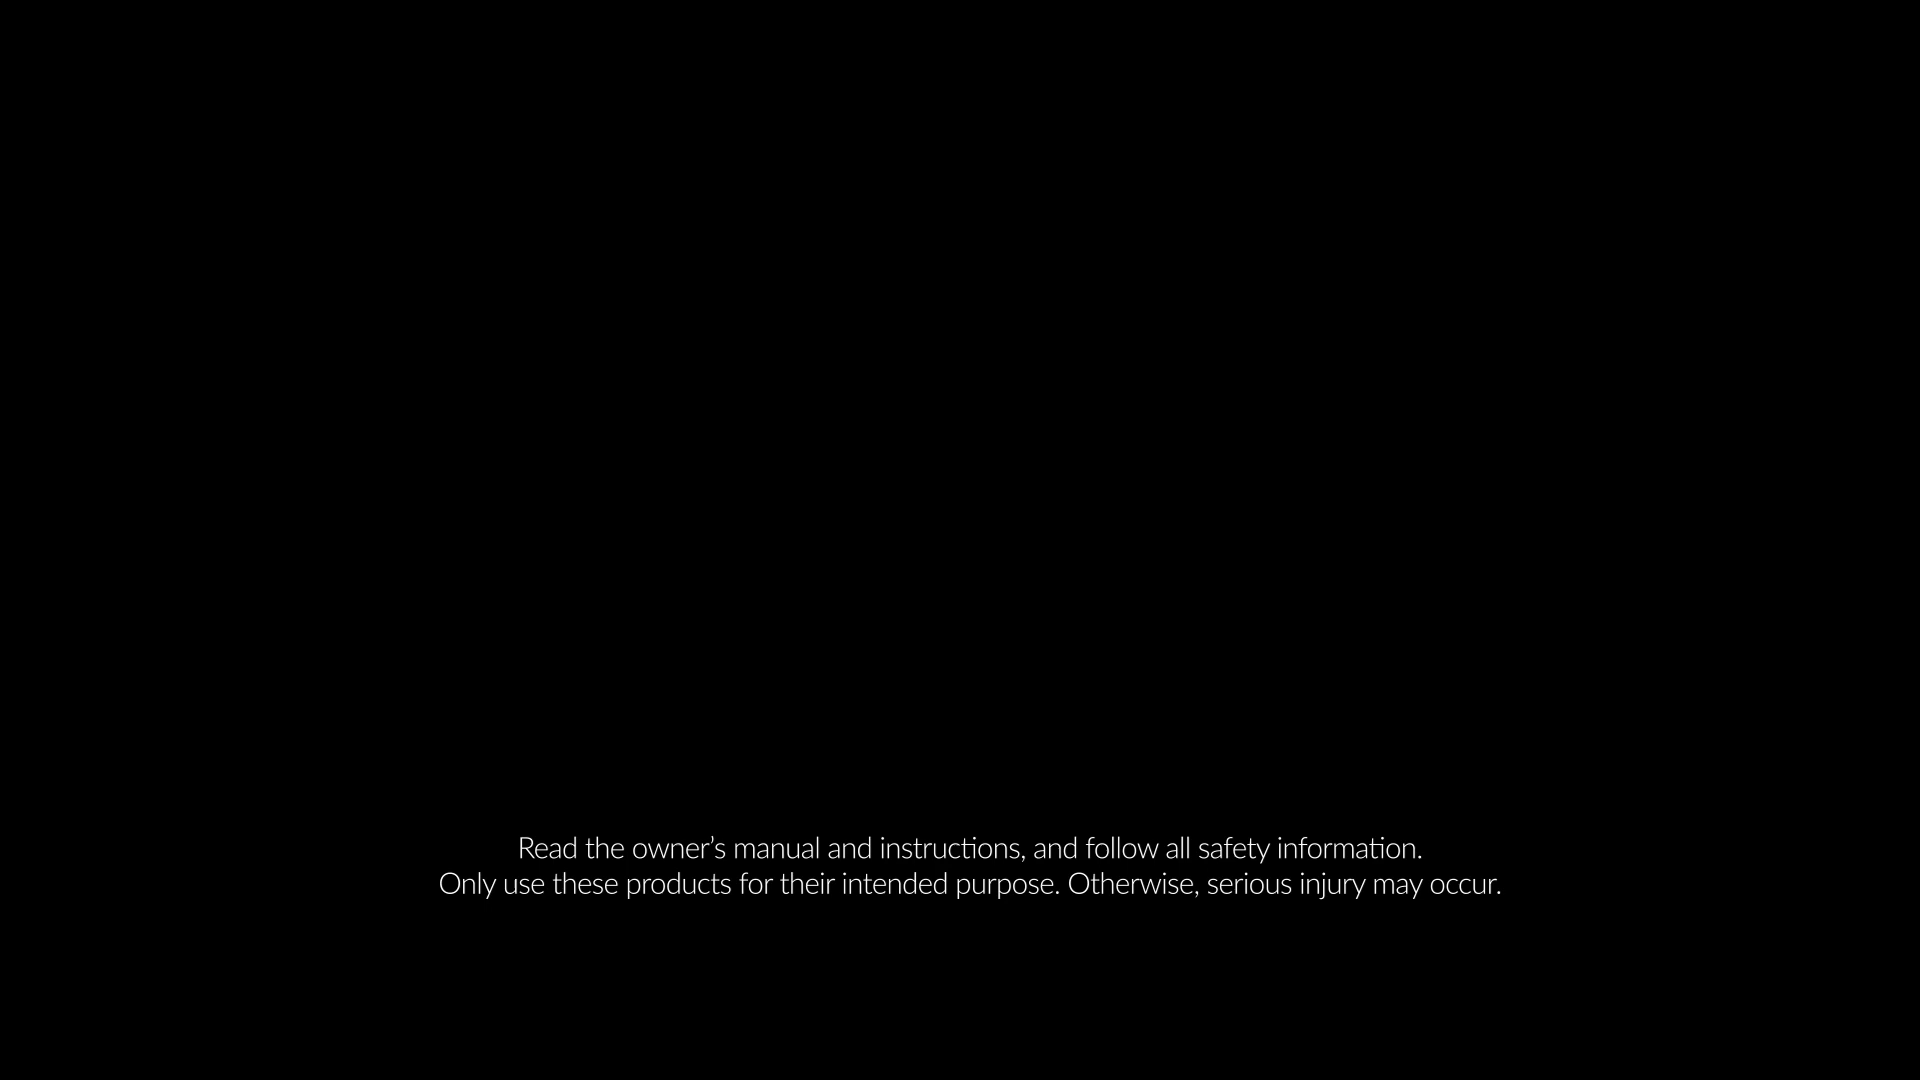 Read the owner’s manual and instructions, and follow all safety information.
Only use these products for their intended purpose. Otherwise, serious injury may occur.